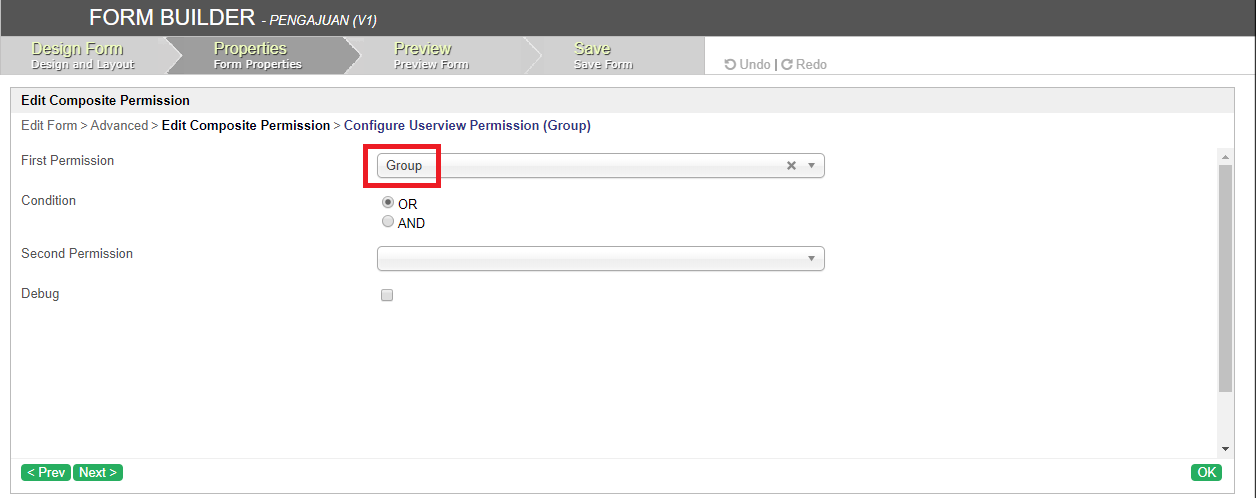 FORM BUILDER - PENGAJUAN (V1)
Design Form Properties Preview Save
Design and Layout Form Properties Preview Form Save Form Undo | Redo
Edit Composite Permission
Edit Form > Advanced > Edit Composite Permission > Configure Userview Permission (Group)
First Permission Group
Condition OR
AND
Second Permission
Debug
< Prev Next > OK